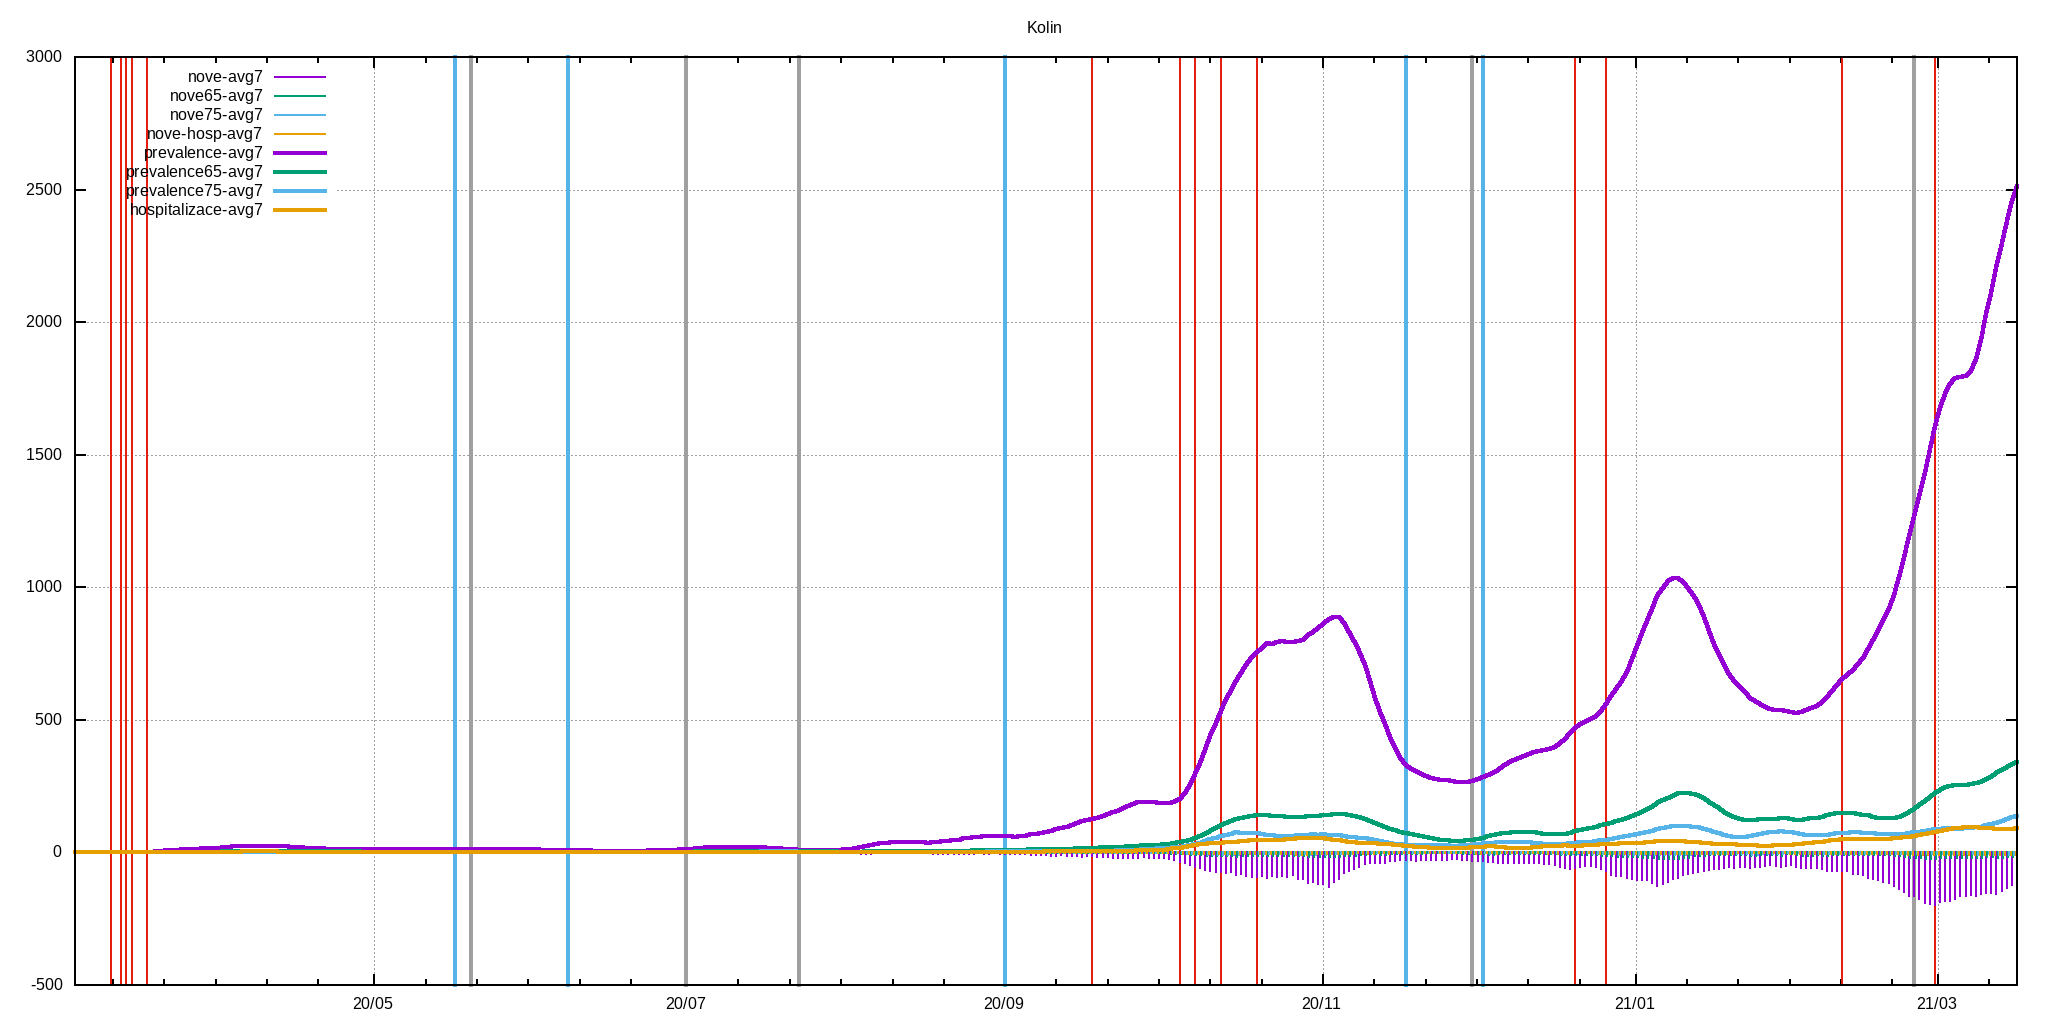 Kolin
3000
2500
2000
1500
1000
500
0
-500
nove-avg7
nove65-avg7
nove75-avg7
nove-hosp-avg7
prevalence-avg7
prevalence65-avg7
prevalence75-avg7
hospitalizace-avg7
20/05 20/07 20/09 20/11 21/01 21/03